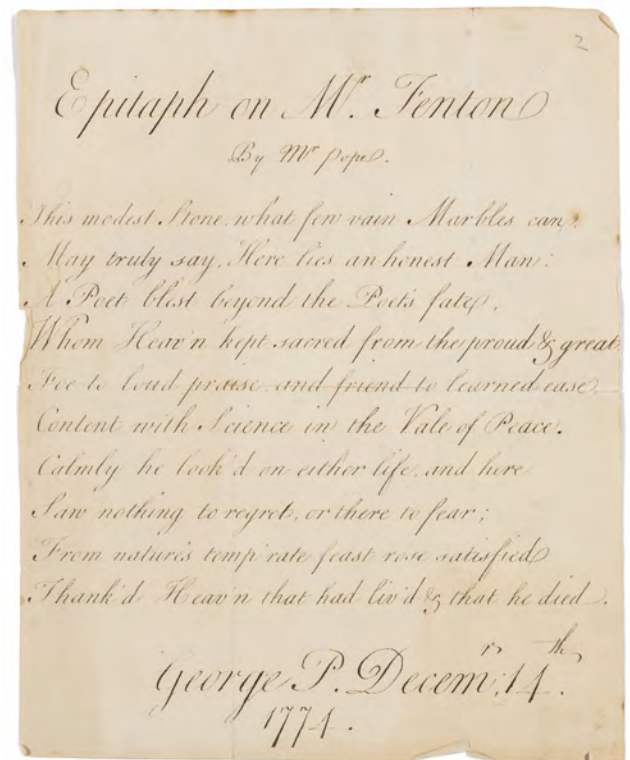 2
Epitaph on Mr. Fenton
By Mr Pope.
This modest Stone, what few vain Marbles can,
May truly say, Here lies an honest Man:
A Poet blest beyond the Poets fate,
Whom Heav'n kept sacred from the proud & great.
Foe to loud praise, and friend to learned ease,
Content with Science in the Vale of Peace.
Calmly he look'd on either life, and here
Saw nothing to regret, or there to fear;
From nature's temp'rate feast rose satisfied
Thank'd Heav'n that had liv'd & that he died.
George P. Decemr. 14th.
1774.